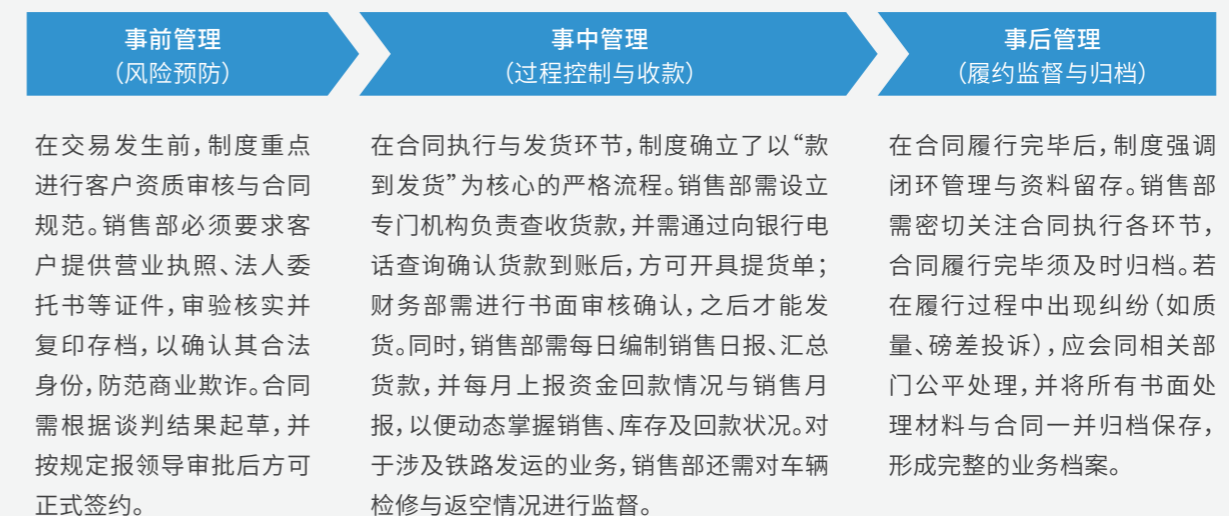 事前管理
（风险预防）
在交易发生前，制度重点
进行客户资质审核与合同
规范。销售部必须要求客
户提供营业执照、法人委
托书等证件，审验核实并
复印存档，以确认其合法
身份，防范商业欺诈。合同
需根据谈判结果起草，并
按规定报领导审批后方可
正式签约。
事中管理
（过程控制与收款）
在合同执行与发货环节，制度确立了以“款
到发货”为核心的严格流程。销售部需设立
专门机构负责查收货款，并需通过向银行电
话查询确认货款到账后，方可开具提货单；
财务部需进行书面审核确认，之后才能发
货。同时，销售部需每日编制销售日报、汇总
货款，并每月上报资金回款情况与销售月
报，以便动态掌握销售、库存及回款状况。对
于涉及铁路发运的业务，销售部还需对车辆
检修与返空情况进行监督。
事后管理
（履约监督与归档）
在合同履行完毕后，制度强调
闭环管理与资料留存。销售部
需密切关注合同执行各环节，
合同履行完毕须及时归档。若
在履行过程中出现纠纷（如质
量、磅差投诉），应会同相关部
门公平处理，并将所有书面处
理材料与合同一并归档保存，
形成完整的业务档案。